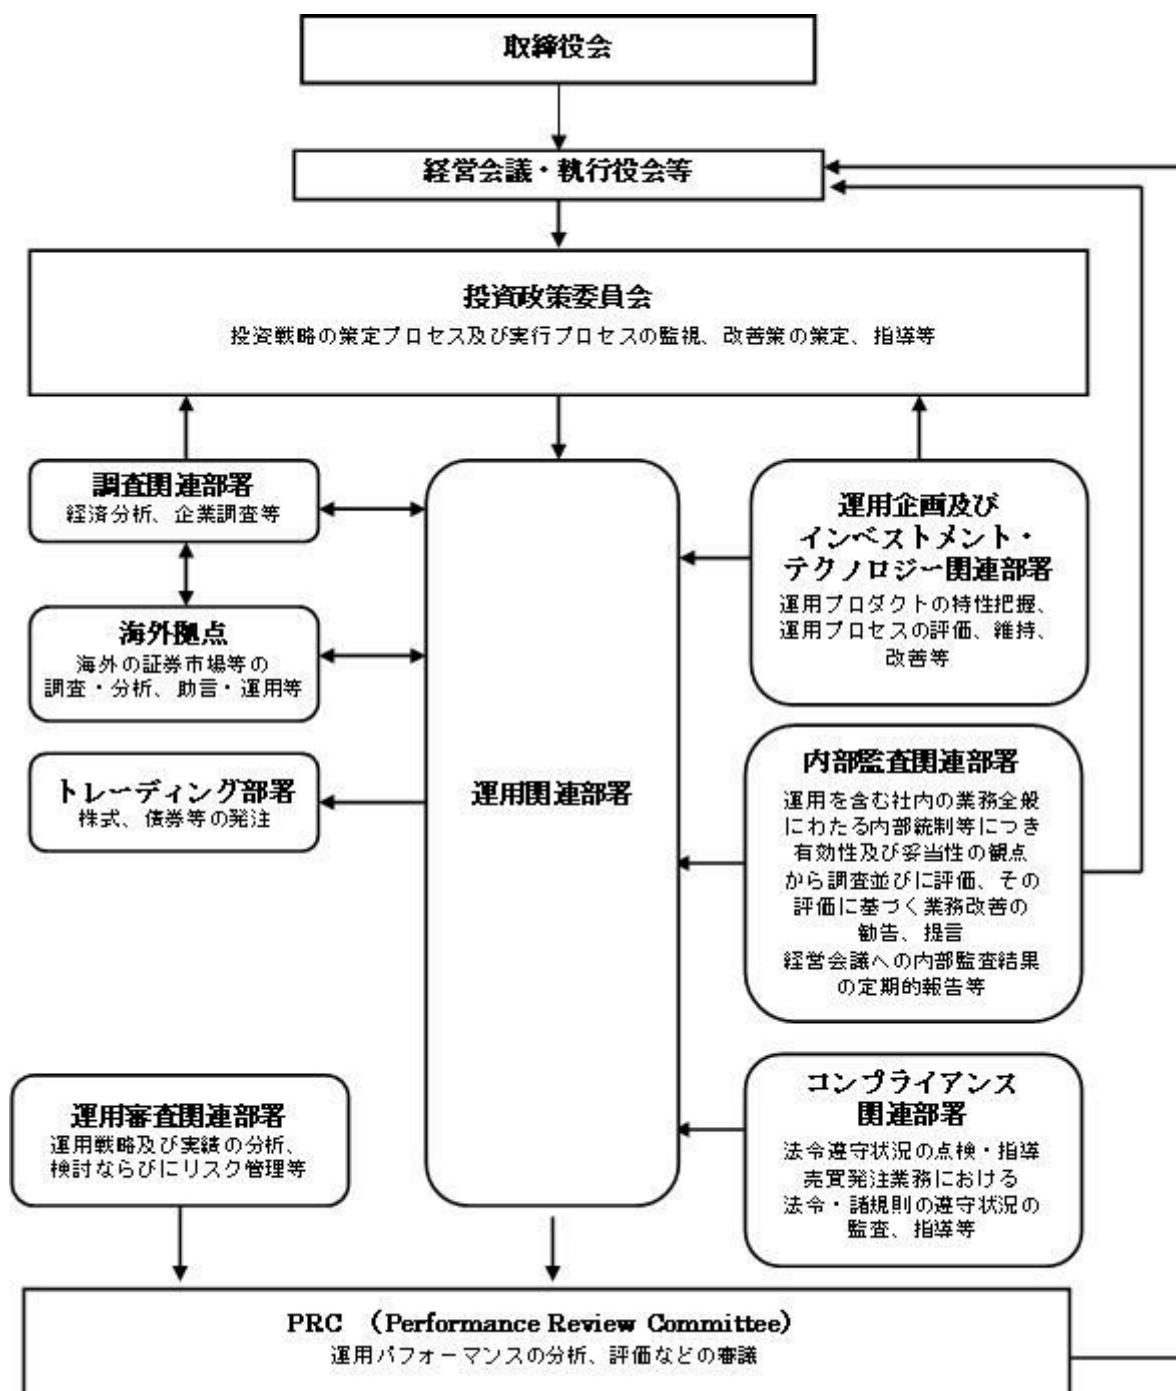 取締役会
経営会議・執行役会等
投資政策委員会
投資戦略の策定プロセス及び実行プロセスの監視、改善策の策定、指導等
調査関連部署
経済分析、企業調査等
海外拠点
海外の証券市場等の
調査・分析、助言・運用等
トレーディング部署
株式、債券等の発注
運用関連部署
運用企画及び
インベストメント・
テクノロジー関連部署
運用プロダクトの特性把握、
運用プロセスの評価、維持、
改善等
内部監査関連部署
運用を含む社内の業務全般
にわたる内部統制等につき
有効性及び妥当性の観点
から調査並びに評価、その
評価に基づく業務改善の
勧告、提言
経営会議への内部監査結果
の定期的報告等
コンプライアンス
関連部署
法令遵守状況の点検・指導
売買発注業務における
法令・諸規則の遵守状況の
監査、指導等
運用審査関連部署
運用戦略及び実績の分析、
検討ならびにリスク管理等
PRC （Performance Review Committee）
運用パフォーマンスの分析、評価などの審議